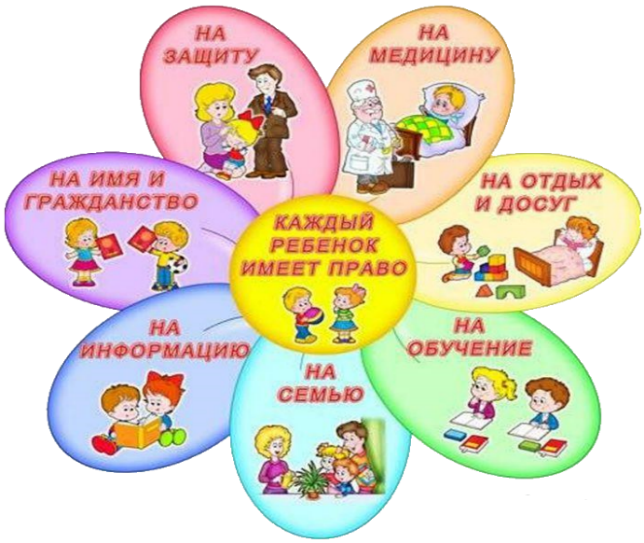 КАЖДЫЙ
РЕБЕНОК
ИМЕЕТ ПРАВО
НА
ЗАЩИТУ
НА
МЕДИЦИНУ
НА ОТДЫХ
И ДОСУГ
НА
ОБУЧЕНИЕ
НА
СЕМЬЮ
НА
ИНФОРМАЦИЮ
НА ИМЯ И
ГРАЖДАНСТВО